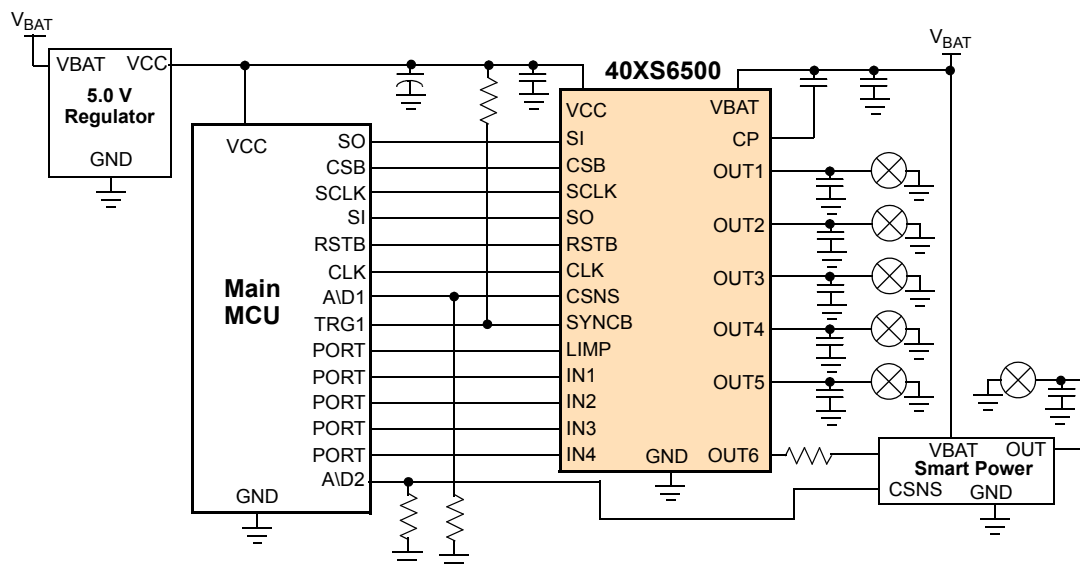 VBAT
VBAT VCC
5.0 V
Regulator
GND
VCC
Main
MCU
GND
SO
CSB
SCLK
SI
RSTB
CLK
A\D1
TRG1
PORT
PORT
PORT
PORT
PORT
A\D2
40XS6500
VCC
SI
CSB
SCLK
SO
RSTB
CLK
CSNS
SYNCB
LIMP
IN1
IN2
IN3
IN4
GND
VBAT
CP
OUT1
OUT2
OUT3
OUT4
OUT5
OUT6
VBAT
VBAT OUT
Smart Power
CSNS GND